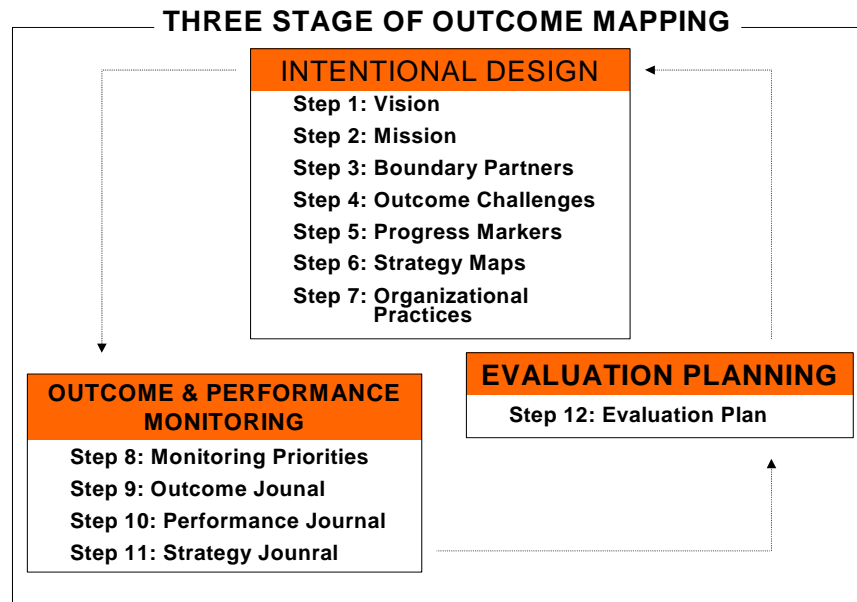 THREE STAGE OF OUTCOME MAPPING
INTENTIONAL DESIGN
Step 1: Vision
Step 2: Mission
Step 3: Boundary Partners
Step 4: Outcome Challenges
Step 5: Progress Markers
Step 6: Strategy Maps
Step 7: Organizational
Practices
OUTCOME & PERFORMANCE
MONITORING
Step 8: Monitoring Priorities
Step 9: Outcome Jounal
Step 10: Performance Journal
Step 11: Strategy Jounral
EVALUATION PLANNING
Step 12: Evaluation Plan